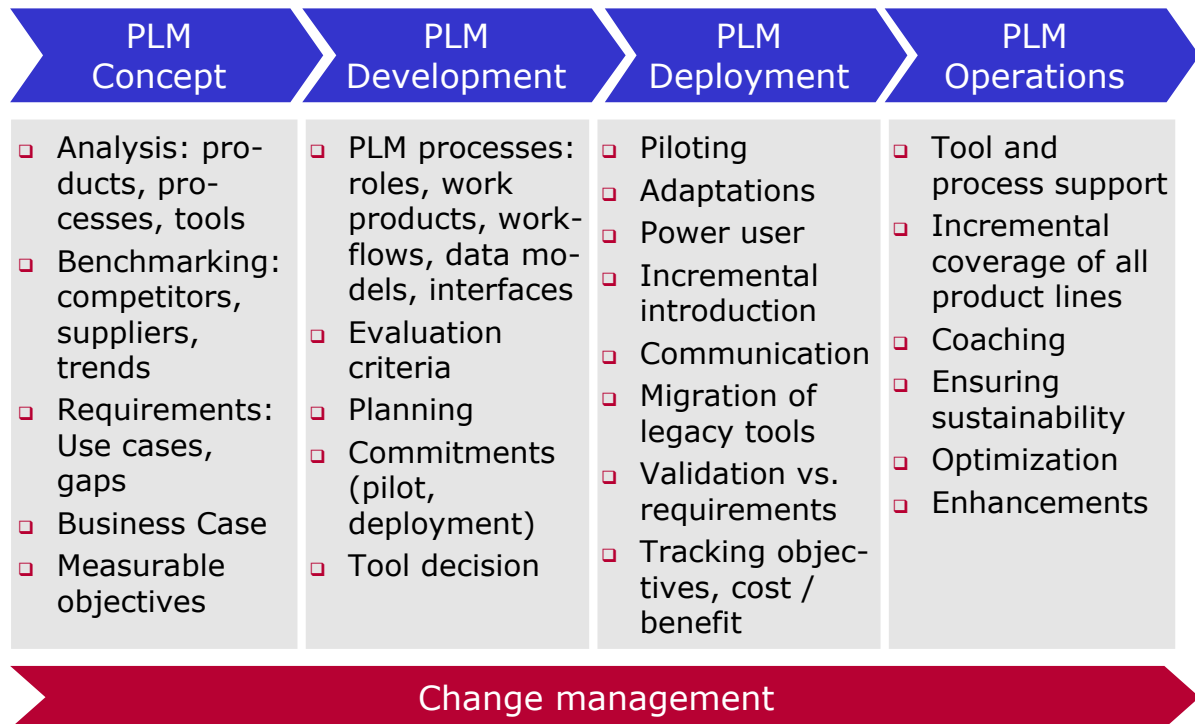 PLM
Concept
PLM
Development
PLM
Deployment
PLM
Operations
Analysis: pro-
ducts, pro-
cesses, tools
Benchmarking:
competitors,
suppliers,
trends
Requirements:
Use cases,
gaps
Business Case
Measurable
objectives
PLM processes:
roles, work
products, work-
flows, data mo-
dels, interfaces
Evaluation
criteria
Planning
Commitments
(pilot,
deployment)
Tool decision
Piloting
Adaptations
Power user
Incremental
introduction
Communication
Migration of
legacy tools
Validation vs.
requirements
Tracking objec-
tives, cost /
benefit
Tool and
process support
Incremental
coverage of all
product lines
Coaching
Ensuring
sustainability
Optimization
Enhancements
Change management